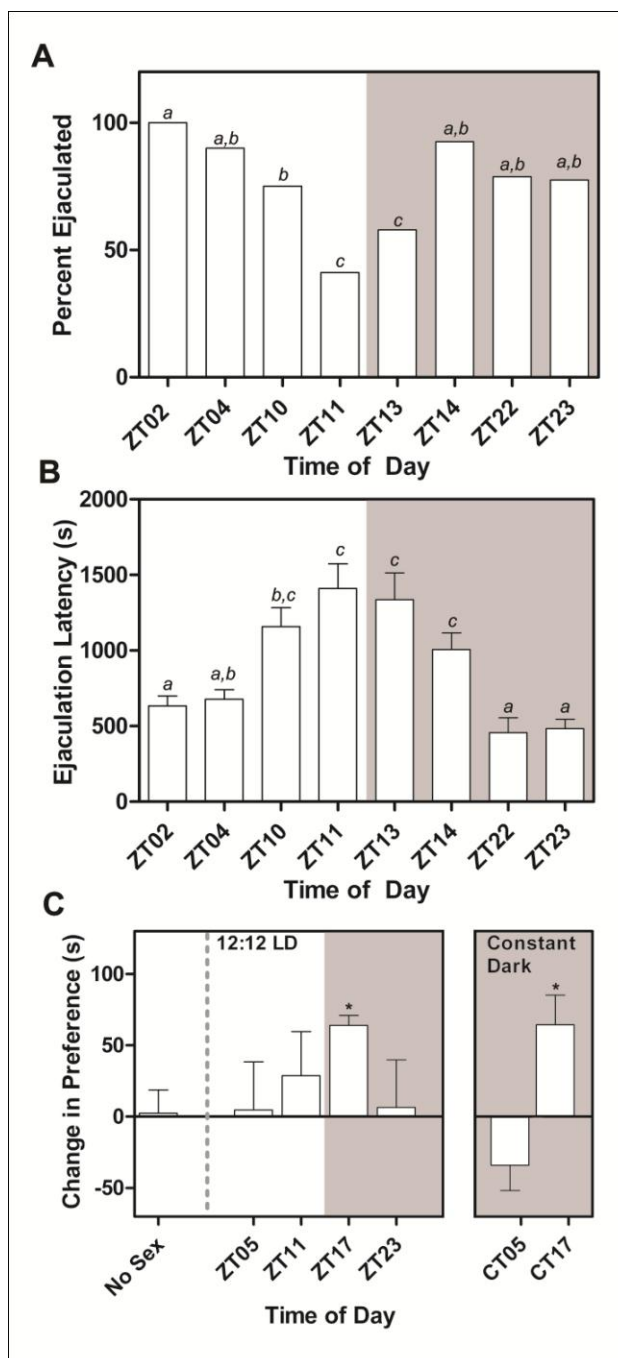 A
Percent Ejaculated
100
50
0
a
a,b
b
c
c
a,b
a,b
a,b
ZT02
ZT04
ZT10
ZT11
ZT13
ZT14
ZT22
ZT23
Time of Day
B
Ejaculation Latency (s)
2000
1500
1000
500
0
a
a,b
b,c
c
c
c
a
a
ZT02
ZT04
ZT10
ZT11
ZT13
ZT14
ZT22
ZT23
Time of Day
C
Change in Preference (s)
100
50
0
-50
12:12 LD
*
No Sex
ZT05
ZT11
ZT17
ZT23
Constant
Dark
*
CT05
CT17
Time of Day